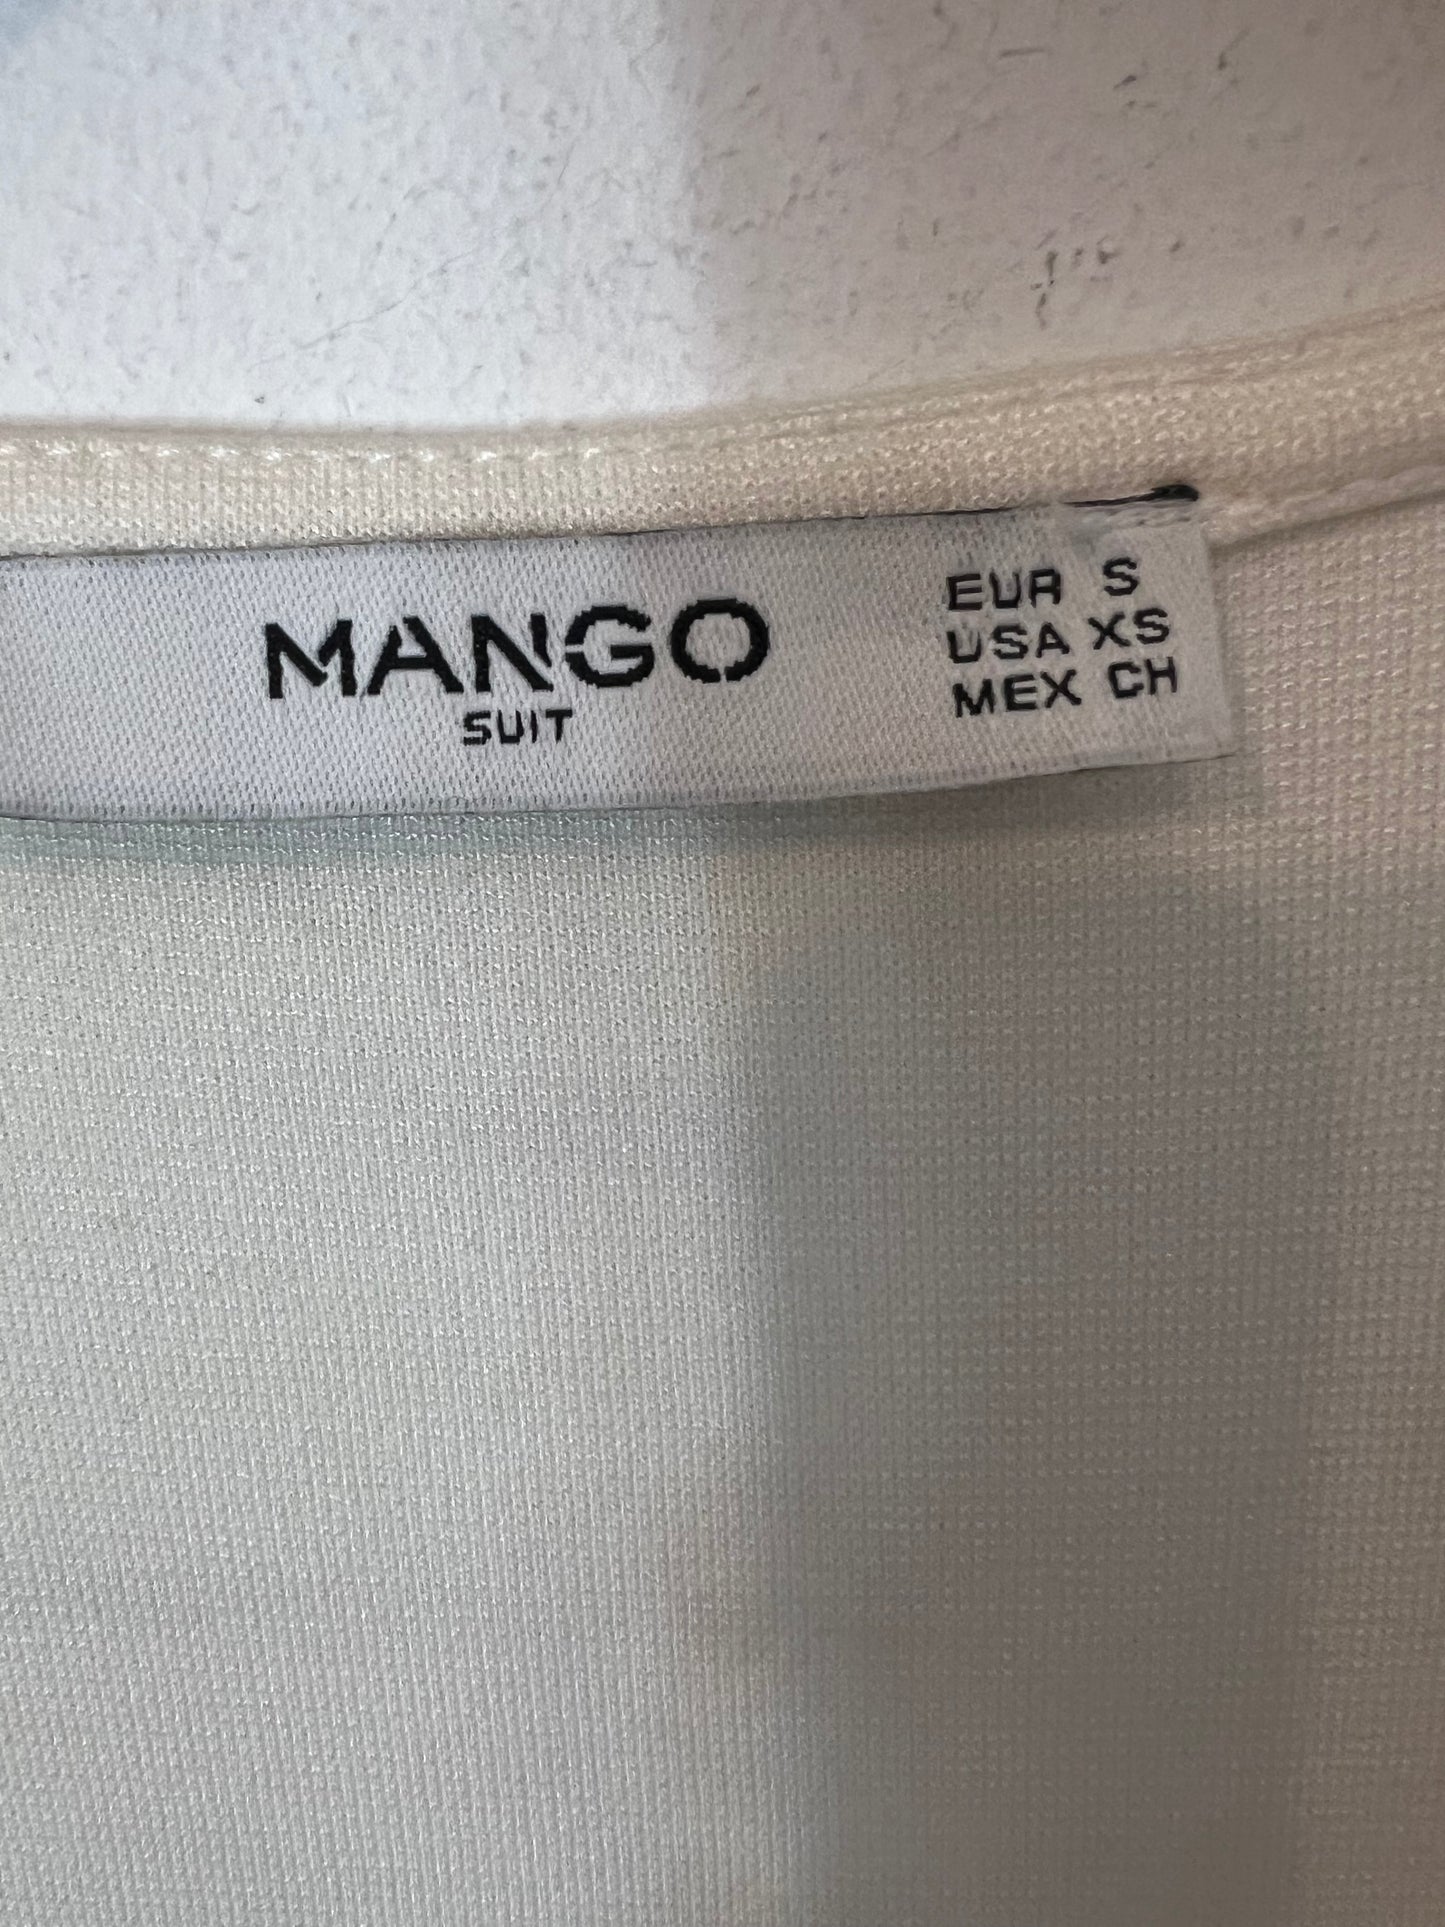 MANGO
SUIT
EUR S
USA XS
MEX CH